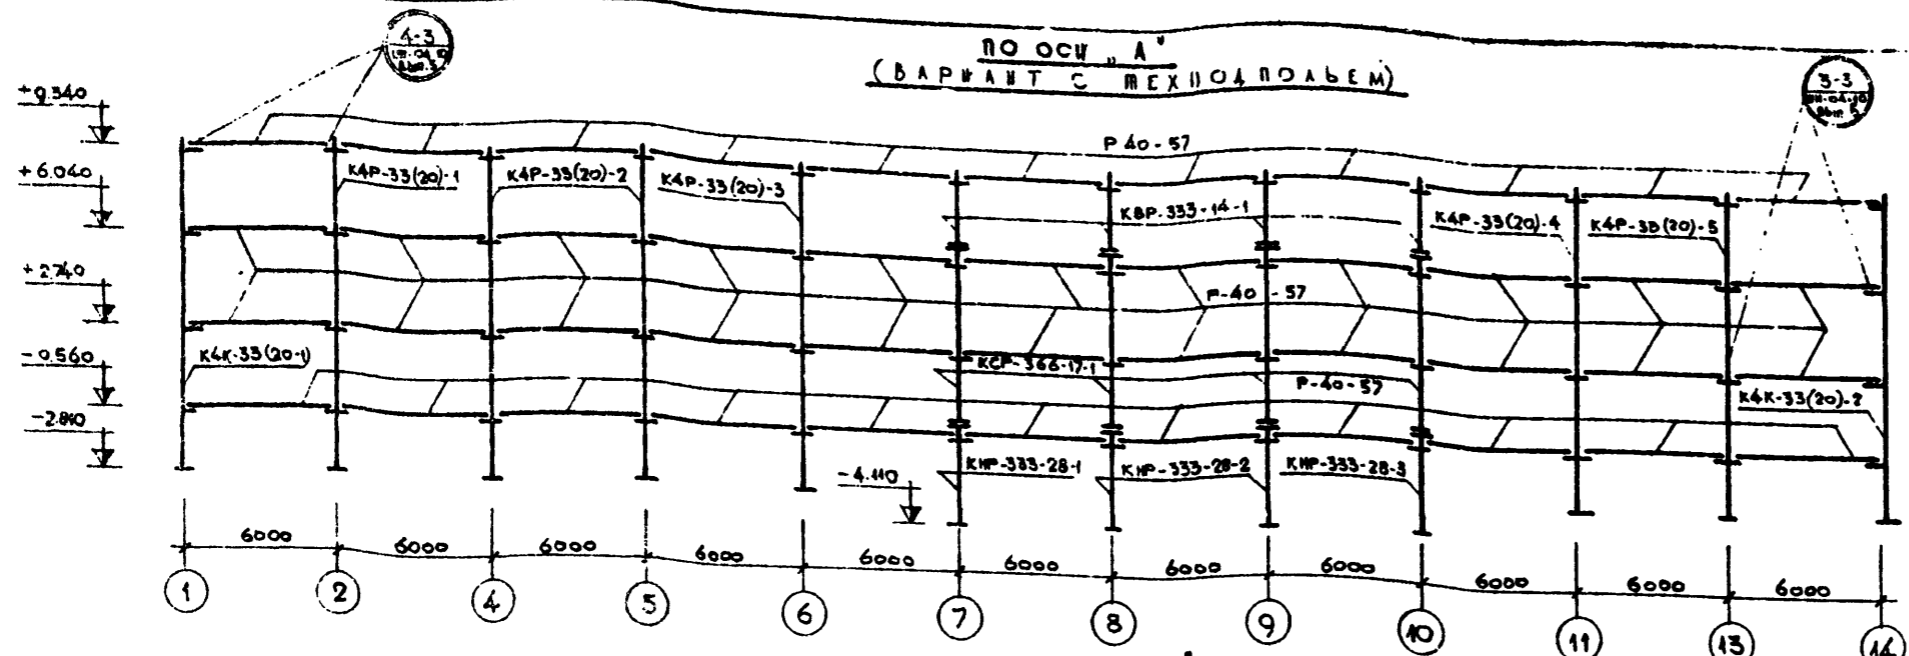 ПО ОСИ „А"
(ВАРИАНТ С ТЕХПОДПОЛЬЕМ)
4-3
3-3
+9.340
+6.040
+2.740
-0.560
-2.810
-4.110
Р 40-57
К4Р-33(20)-1
К4Р-33(20)-2
К4Р-33(20)-3
КВР-333-14-1
К4Р-33(20)-4
К4Р-33(20)-5
Р-40-57
К4К-33(20-1)
КСР-366-17-1
Р-40-57
К4К-33(20)-2
КНР-333-28-1
КНР-333-28-2
КНР-333-28-3
6000
6000
6000
6000
6000
6000
6000
6000
6000
6000
6000
1
2
4
5
6
7
8
9
10
11
13
14